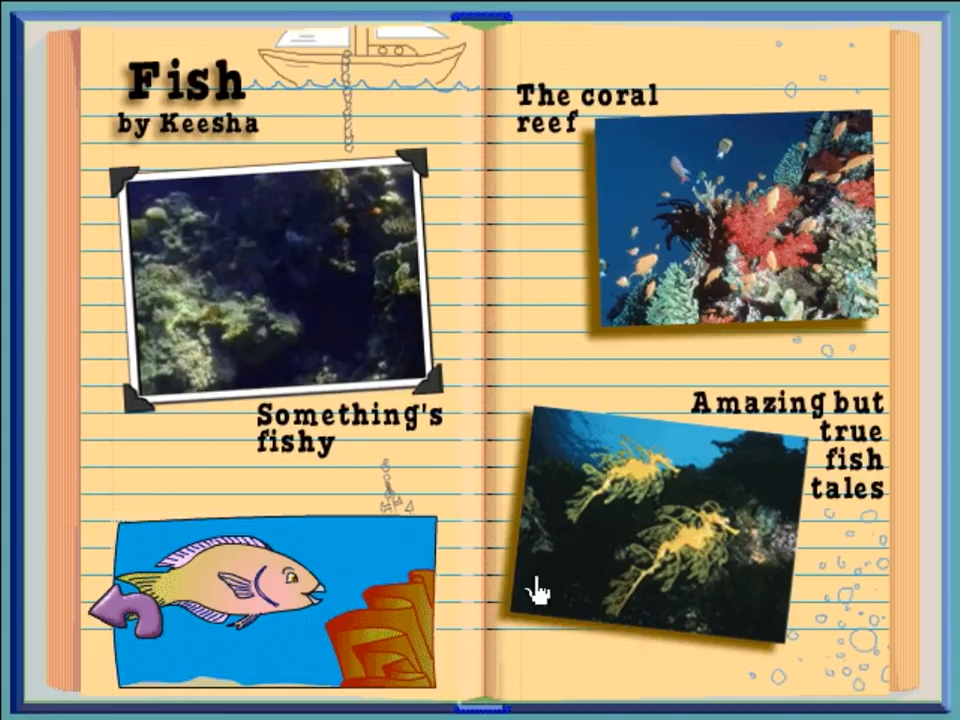 Fish
by Keesha
Something's
fishy
The coral
reef
Amazing but
true
fish
tales